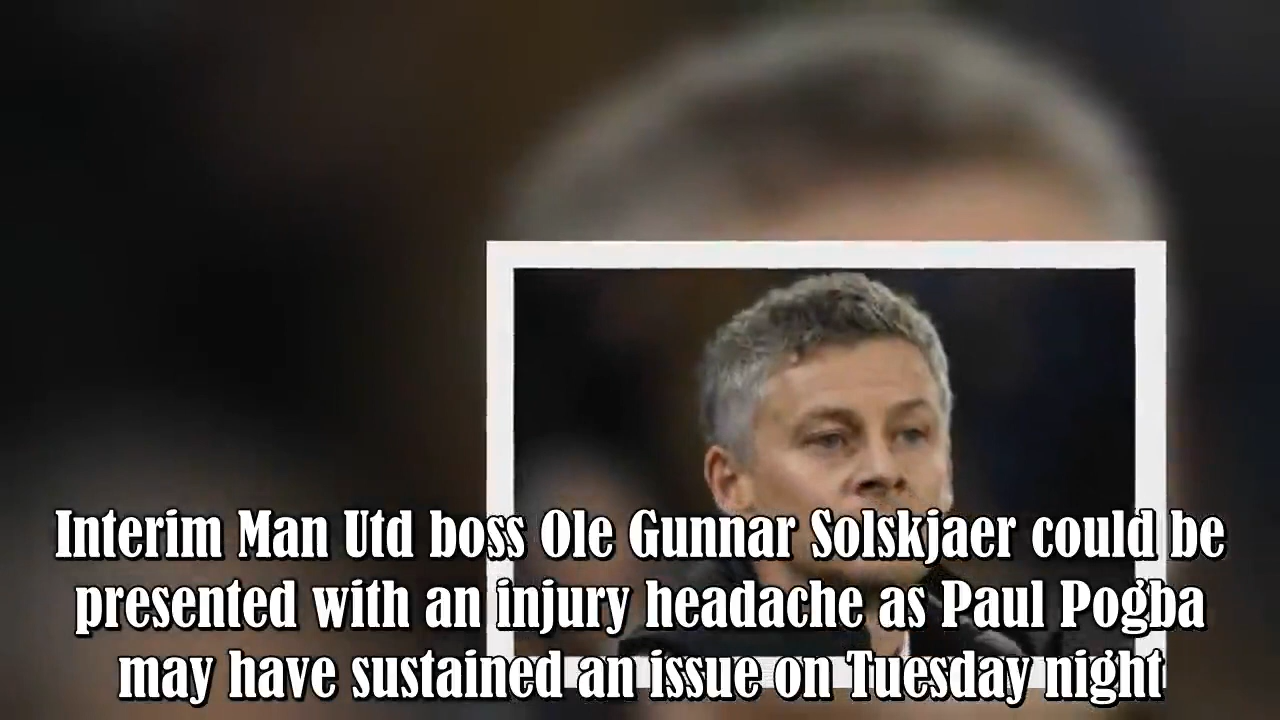 Interim Man Utd boss Ole Gunnar Solskjaer could be
presented with an injury headache as Paul Pogba
may have sustained an issue on Tuesday night